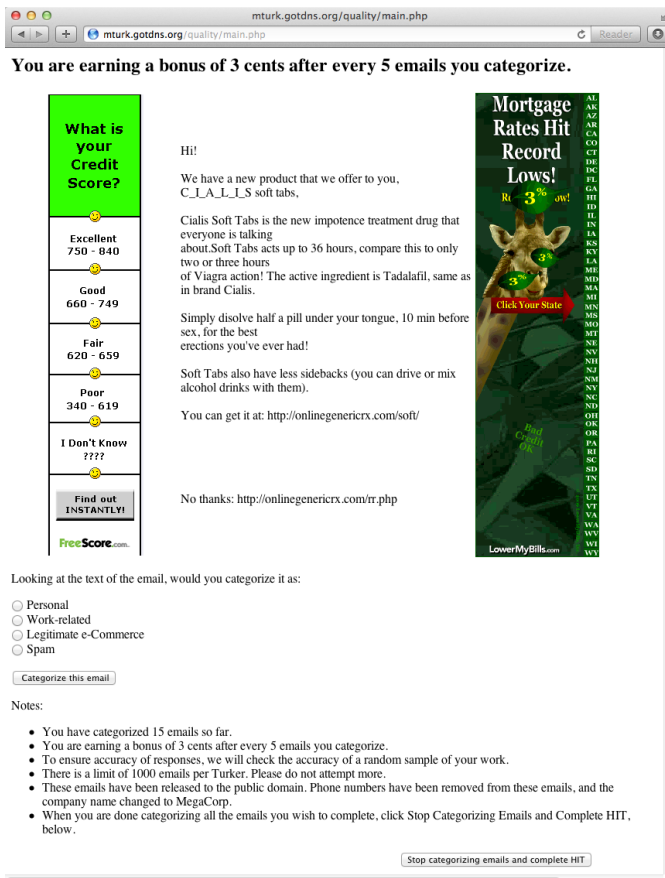 mturk.gotdns.org/quality/main.php
mturk.gotdns.org/quality/main.php
Reader
You are earning a bonus of 3 cents after every 5 emails you categorize.
What is
your
Credit
Score?
Excellent
750 - 840
Good
660 - 749
Fair
620 - 659
Poor
340 - 619
I Don't Know
????
Find out
INSTANTLY!
FreeScore.com.
Hi!
We have a new product that we offer to you,
C_I_A_L_I_S soft tabs,
Cialis Soft Tabs is the new impotence treatment drug that
everyone is talking
about.Soft Tabs acts up to 36 hours, compare this to only
two or three hours
of Viagra action! The active ingredient is Tadalafil, same as
in brand Cialis.
Simply disolve half a pill under your tongue, 10 min before
sex, for the best
erections you've ever had!
Soft Tabs also have less sidebacks (you can drive or mix
alcohol drinks with them).
You can get it at: http://onlinegenericrx.com/soft/
No thanks: http://onlinegenericrx.com/rr.php
Mortgage
Rates Hit
Record
Lows!
3%
ow!
3%
3%
Click Your State
Bad
Credit
OK
LowerMyBills.com
AL
AK
AZ
AR
CA
CO
CT
DE
DC
FL
GA
HI
ID
IL
IN
IA
KS
KY
LA
ME
MD
MA
MI
MN
MS
MO
MT
NE
NV
NH
NJ
NM
NY
NC
ND
OH
OK
OR
PA
RI
SC
SD
TN
TX
UT
VT
VA
WA
WV
WI
WY
Looking at the text of the email, would you categorize it as:
Personal
Work-related
Legitimate e-Commerce
Spam
Categorize this email
Notes:
• You have categorized 15 emails so far.
• You are earning a bonus of 3 cents after every 5 emails you categorize.
• To ensure accuracy of responses, we will check the accuracy of a random sample of your work.
• There is a limit of 1000 emails per Turker. Please do not attempt more.
• These emails have been released to the public domain. Phone numbers have been removed from these emails, and the
company name changed to MegaCorp.
• When you are done categorizing all the emails you wish to complete, click Stop Categorizing Emails and Complete HIT,
below.
Stop categorizing emails and complete HIT